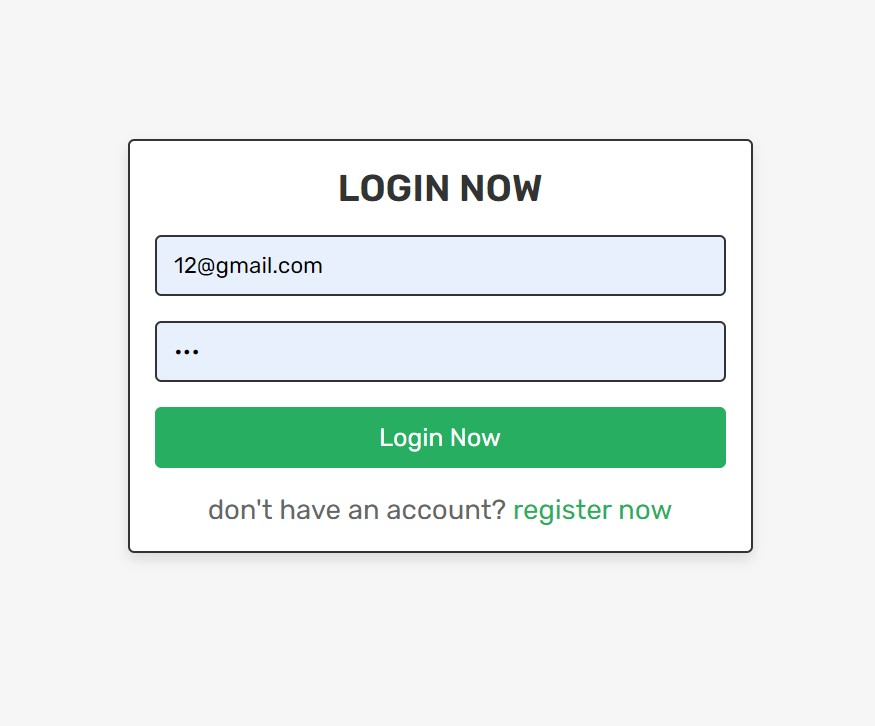 LOGIN NOW
12@gmail.com
•••
Login Now
don't have an account? register now